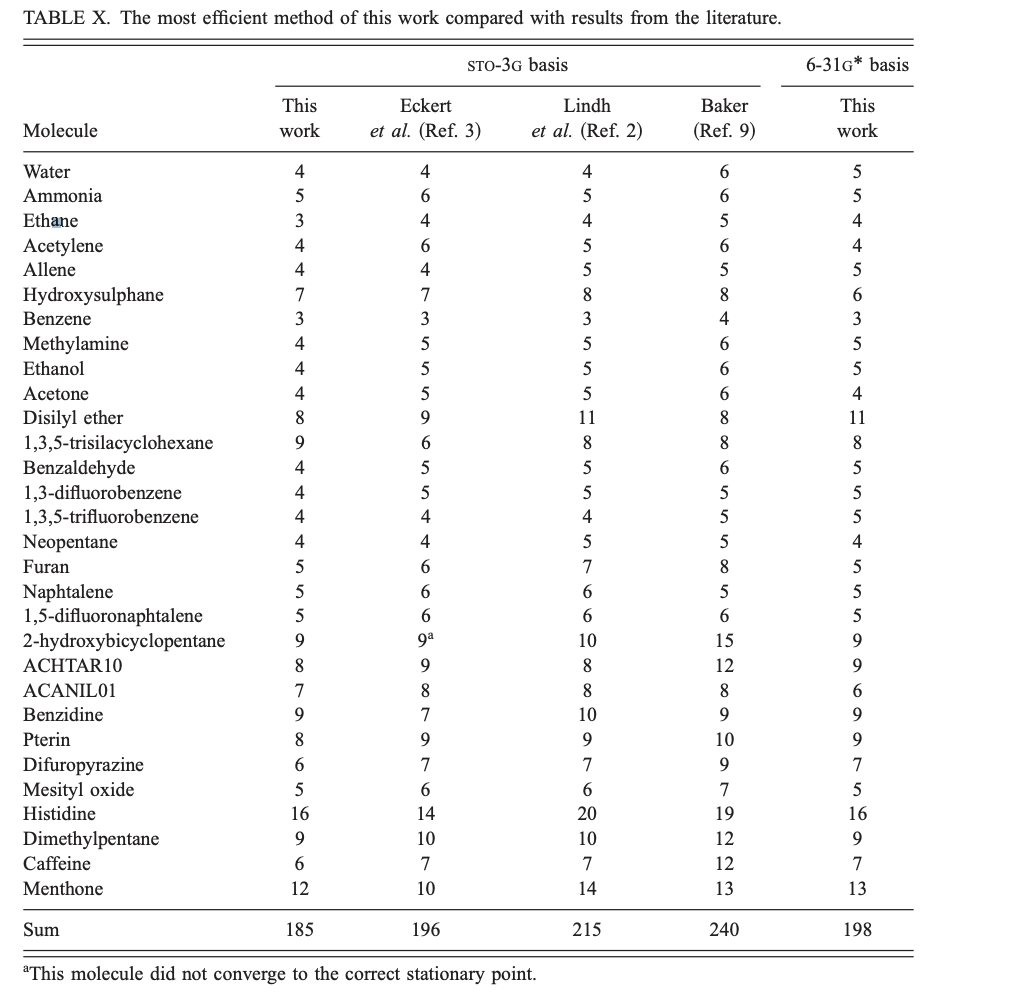 TABLE X. The most efficient method of this work compared with results from the literature.
STO-3G basis 6-31G* basis
This Eckert Lindh Baker This
Molecule work et al. (Ref. 3) et al. (Ref. 2) (Ref. 9) work
Water 4 4 4 6 5
Ammonia 5 6 5 6 5
Ethane 3 4 4 5 4
Acetylene 4 6 5 6 4
Allene 4 4 5 5 5
Hydroxysulphane 7 7 8 8 6
Benzene 3 3 3 4 3
Methylamine 4 5 5 6 5
Ethanol 4 5 5 6 5
Acetone 4 5 5 6 4
Disilyl ether 8 9 11 8 11
1,3,5-trisilacyclohexane 9 6 8 8 8
Benzaldehyde 4 5 5 6 5
1,3-difluorobenzene 4 5 5 5 5
1,3,5-trifluorobenzene 4 4 4 5 5
Neopentane 4 4 5 5 4
Furan 5 6 7 8 5
Naphtalene 5 6 6 5 5
1,5-difluoronaphtalene 5 6 6 6 5
2-hydroxybicyclopentane 9 9ᵃ 10 15 9
ACHTAR10 8 9 8 12 9
ACANIL01 7 8 8 8 6
Benzidine 9 7 10 9 9
Pterin 8 9 9 10 9
Difuropyrazine 6 7 7 9 7
Mesityl oxide 5 6 6 7 5
Histidine 16 14 20 19 16
Dimethylpentane 9 10 10 12 9
Caffeine 6 7 7 12 7
Menthone 12 10 14 13 13
Sum 185 196 215 240 198
ᵃThis molecule did not converge to the correct stationary point.